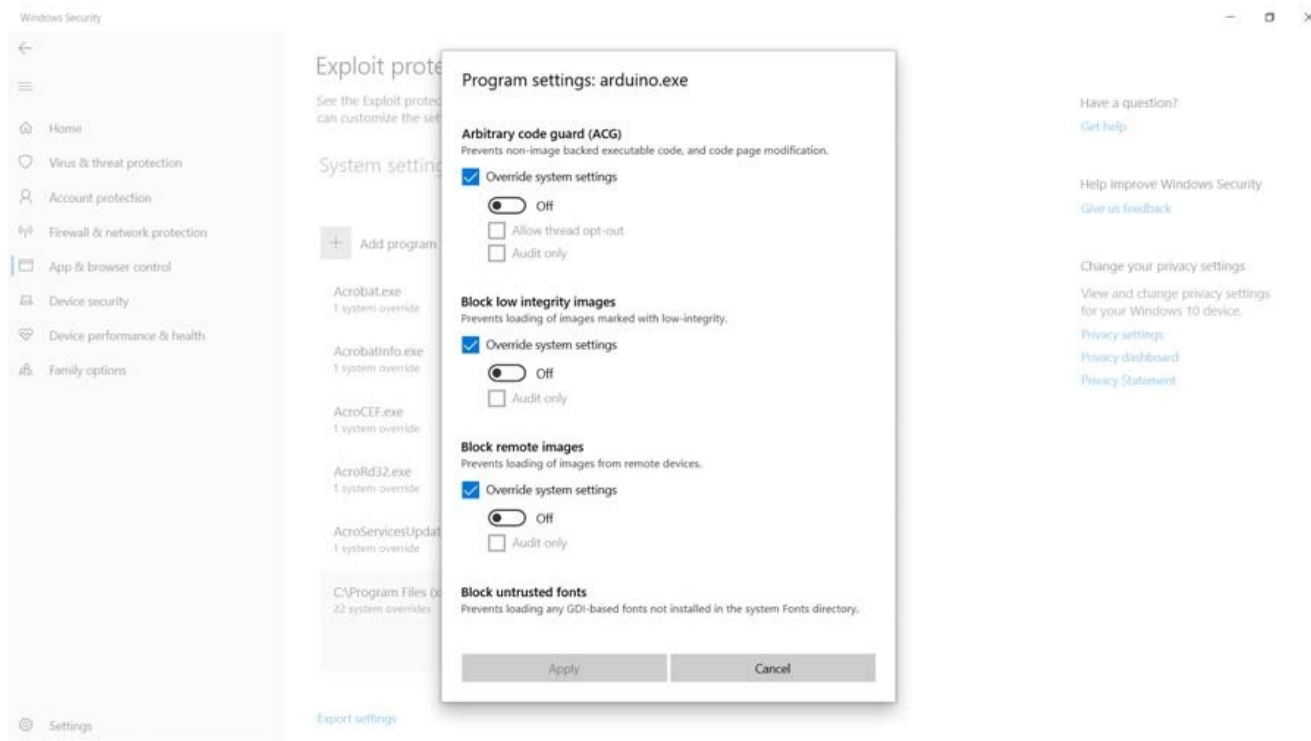 Windows Security
Home
Virus & threat protection
Account protection
Firewall & network protection
App & browser control
Device security
Device performance & health
Family options
Settings
Exploit prote
See the Exploit protec
can customize the set
System setting
Add program
Acrobat.exe
1 system override
AcrobatInfo.exe
1 system override
AcroCEF.exe
1 system override
AcroRd32.exe
1 system override
AcroServicesUpdat
1 system override
C:\Program Files (x
22 system overrides
Export settings
Program settings: arduino.exe
Arbitrary code guard (ACG)
Prevents non-image backed executable code, and code page modification.
Override system settings
Off
Allow thread opt-out
Audit only
Block low integrity images
Prevents loading of images marked with low-integrity.
Override system settings
Off
Audit only
Block remote images
Prevents loading of images from remote devices.
Override system settings
Off
Audit only
Block untrusted fonts
Prevents loading any GDI-based fonts not installed in the system Fonts directory.
Apply
Cancel
Have a question?
Get help
Help improve Windows Security
Give us feedback
Change your privacy settings
View and change privacy settings
for your Windows 10 device.
Privacy settings
Privacy dashboard
Privacy Statement